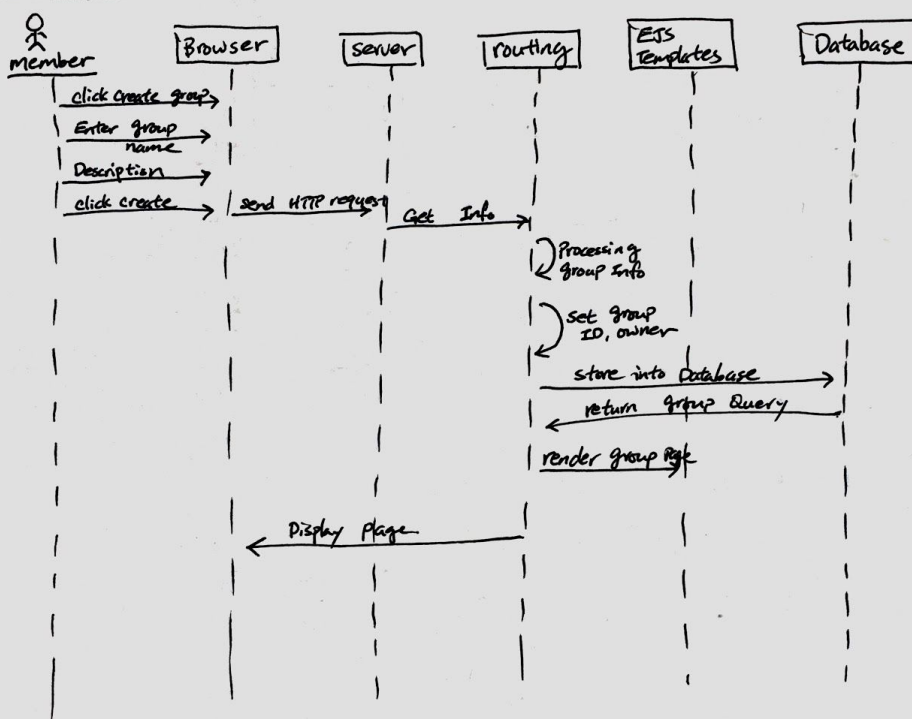 member
Browser
server
routing
EJS
Templates
Database
click create group
Enter group
name
Description
click create
send HTTP request
Get Info
Processing
group Info
set group
ID, owner
store into Database
return group Query
render group Page
Display Plage